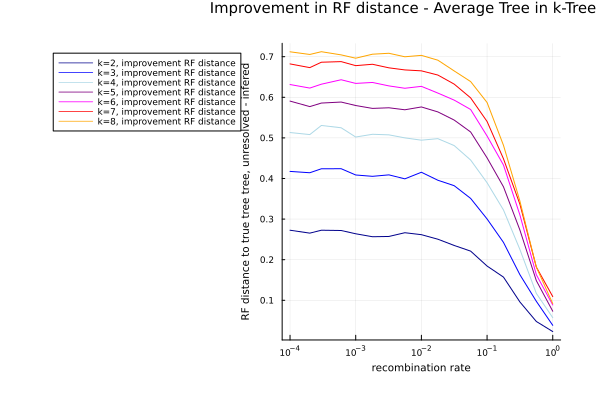 Improvement in RF distance - Average Tree in k-Tree
k=2, improvement RF distance
k=3, improvement RF distance
k=4, improvement RF distance
k=5, improvement RF distance
k=6, improvement RF distance
k=7, improvement RF distance
k=8, improvement RF distance
RF distance to true tree tree, unresolved - infered
0.7
0.6
0.5
0.4
0.3
0.2
0.1
10⁻⁴ 10⁻³ 10⁻² 10⁻¹ 10⁰
recombination rate